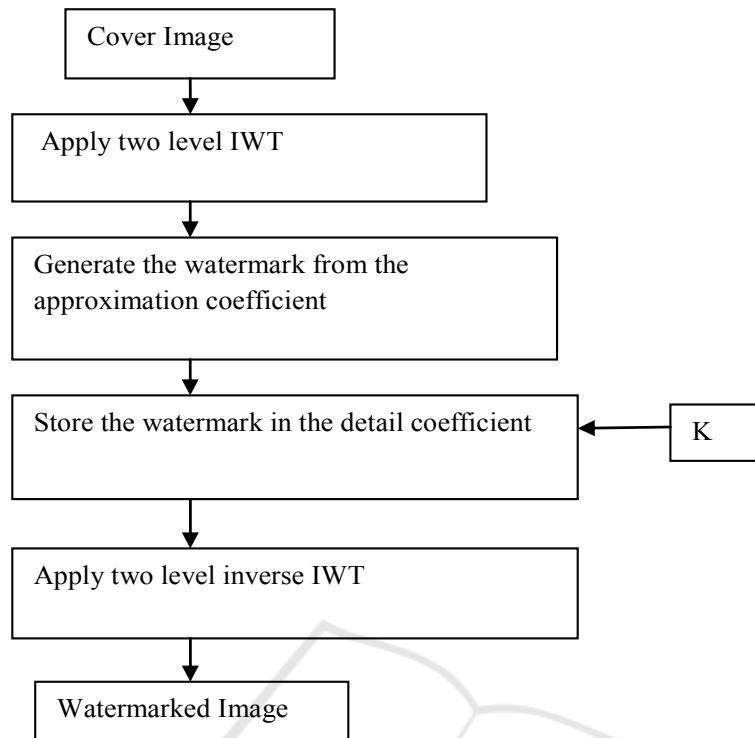 Cover Image
Apply two level IWT
Generate the watermark from the
approximation coefficient
Store the watermark in the detail coefficient
K
Apply two level inverse IWT
Watermarked Image